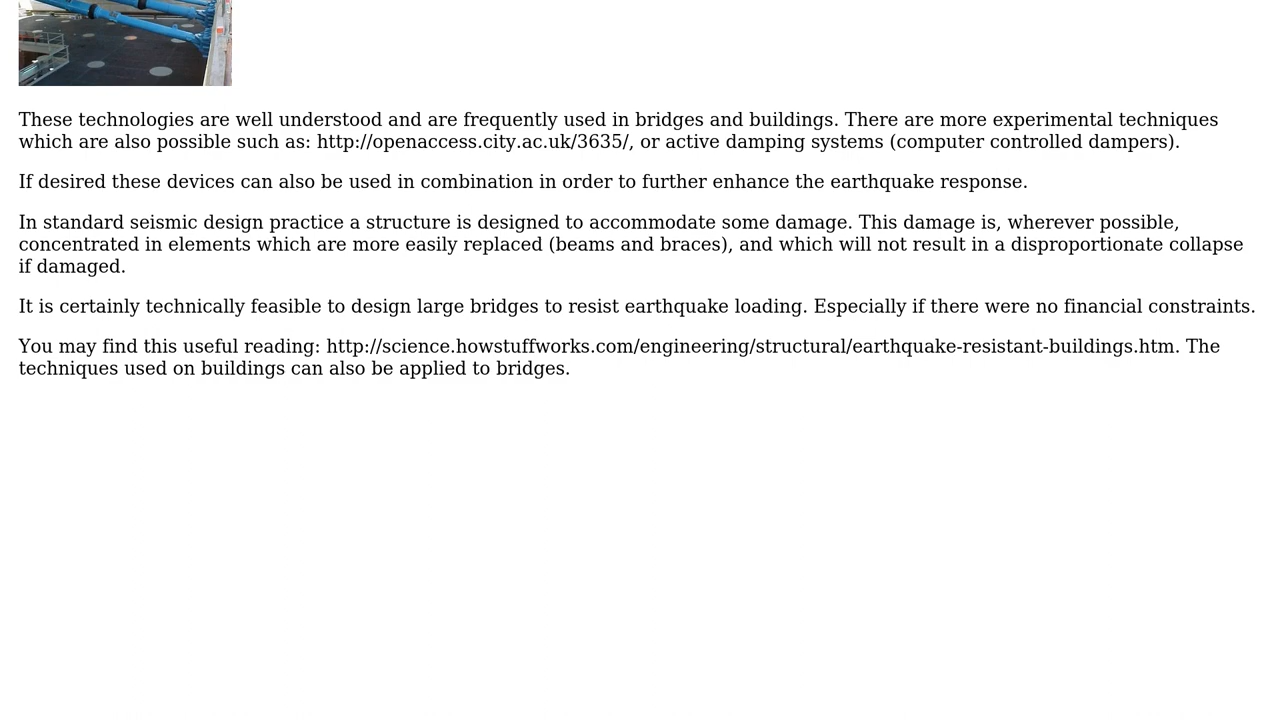 These technologies are well understood and are frequently used in bridges and buildings. There are more experimental techniques
which are also possible such as: http://openaccess.city.ac.uk/3635/, or active damping systems (computer controlled dampers).
If desired these devices can also be used in combination in order to further enhance the earthquake response.
In standard seismic design practice a structure is designed to accommodate some damage. This damage is, wherever possible,
concentrated in elements which are more easily replaced (beams and braces), and which will not result in a disproportionate collapse
if damaged.
It is certainly technically feasible to design large bridges to resist earthquake loading. Especially if there were no financial constraints.
You may find this useful reading: http://science.howstuffworks.com/engineering/structural/earthquake-resistant-buildings.htm. The
techniques used on buildings can also be applied to bridges.